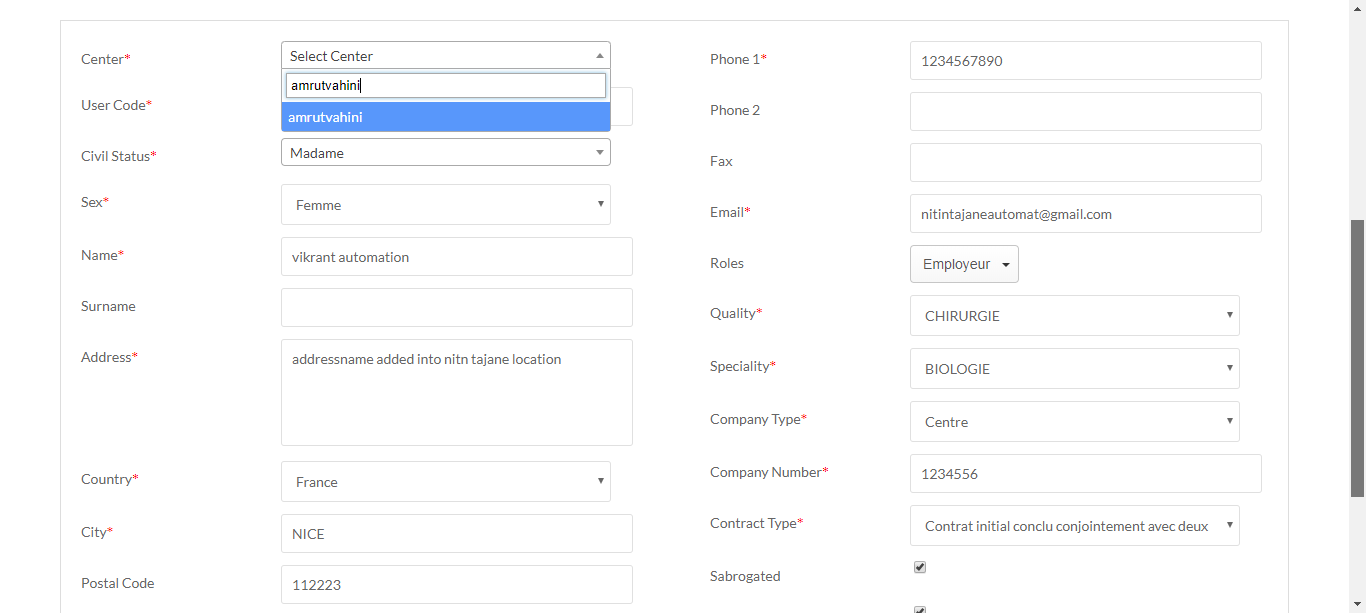 Center*
Select Center
amrutvahini
amrutvahini
User Code*
Civil Status*
Madame
Sex*
Femme
Name*
vikrant automation
Surname
Address*
addressname added into nitn tajane location
Country*
France
City*
NICE
Postal Code
112223
Phone 1*
1234567890
Phone 2
Fax
Email*
nitintajaneautomat@gmail.com
Roles
Employeur
Quality*
CHIRURGIE
Speciality*
BIOLOGIE
Company Type*
Centre
Company Number*
1234556
Contract Type*
Contrat initial conclu conjointement avec deux
Sabrogated